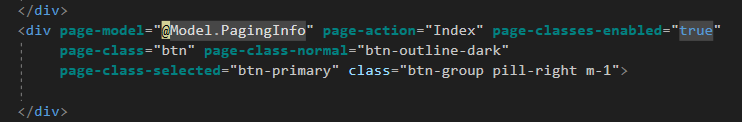 </div>
<div page-model="@Model.PagingInfo" page-action="Index" page-classes-enabled="true"
page-class="btn" page-class-normal="btn-outline-dark"
page-class-selected="btn-primary" class="btn-group pill-right m-1">
</div>